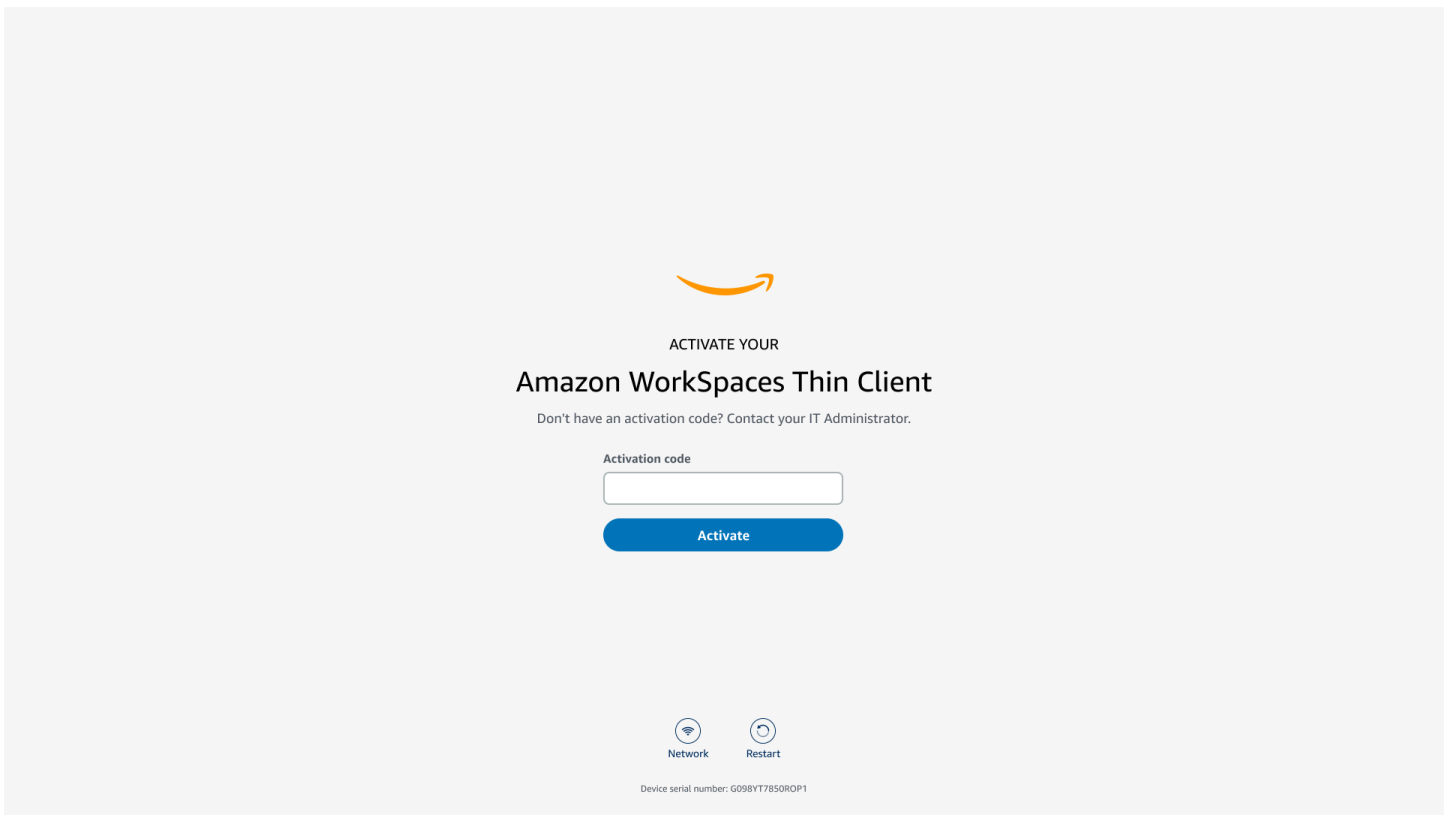 ACTIVATE YOUR
Amazon WorkSpaces Thin Client
Don't have an activation code? Contact your IT Administrator.
Activation code
Activate
Network Restart
Device serial number: G098YT7850ROP1